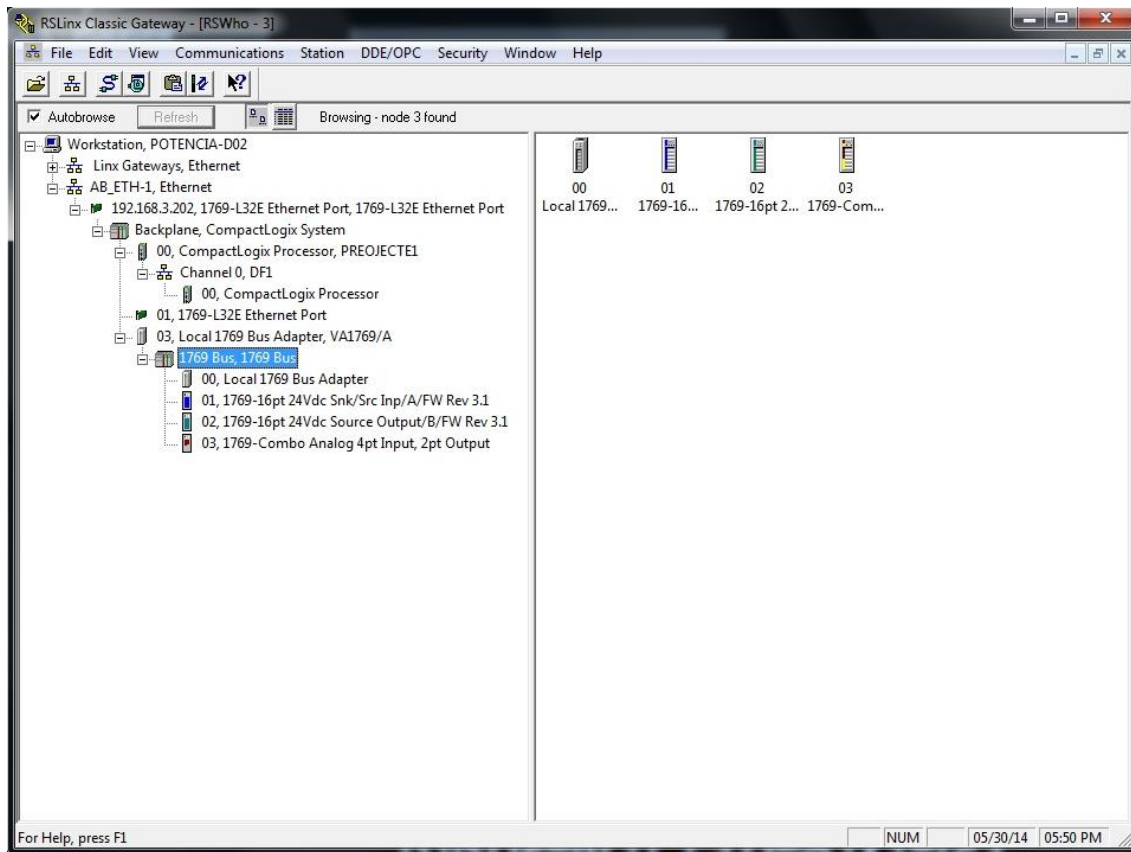 RSLinx Classic Gateway - [RSWho - 3]
File Edit View Communications Station DDE/OPC Security Window Help
Autobrowse Refresh Browsing - node 3 found
Workstation, POTENCIA-D02
Linx Gateways, Ethernet
AB_ETH-1, Ethernet
192.168.3.202, 1769-L32E Ethernet Port, 1769-L32E Ethernet Port
Backplane, CompactLogix System
00, CompactLogix Processor, PREOJECTE1
Channel 0, DF1
00, CompactLogix Processor
01, 1769-L32E Ethernet Port
03, Local 1769 Bus Adapter, VA1769/A
1769 Bus, 1769 Bus
00, Local 1769 Bus Adapter
01, 1769-16pt 24Vdc Snk/Src Inp/A/FW Rev 3.1
02, 1769-16pt 24Vdc Source Output/B/FW Rev 3.1
03, 1769-Combo Analog 4pt Input, 2pt Output
00 01 02 03
Local 1769... 1769-16... 1769-16pt 2... 1769-Com...
For Help, press F1 NUM 05/30/14 05:50 PM